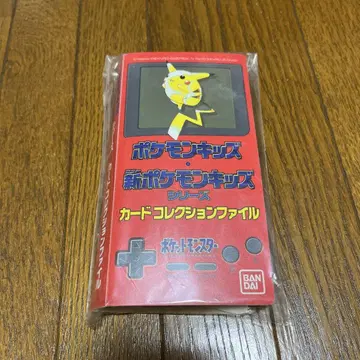 ポケモンキッズ
・
新ポケモンキッズ
シリーズ
カードコレクションファイル
ポケットモンスター
BAN
DAI